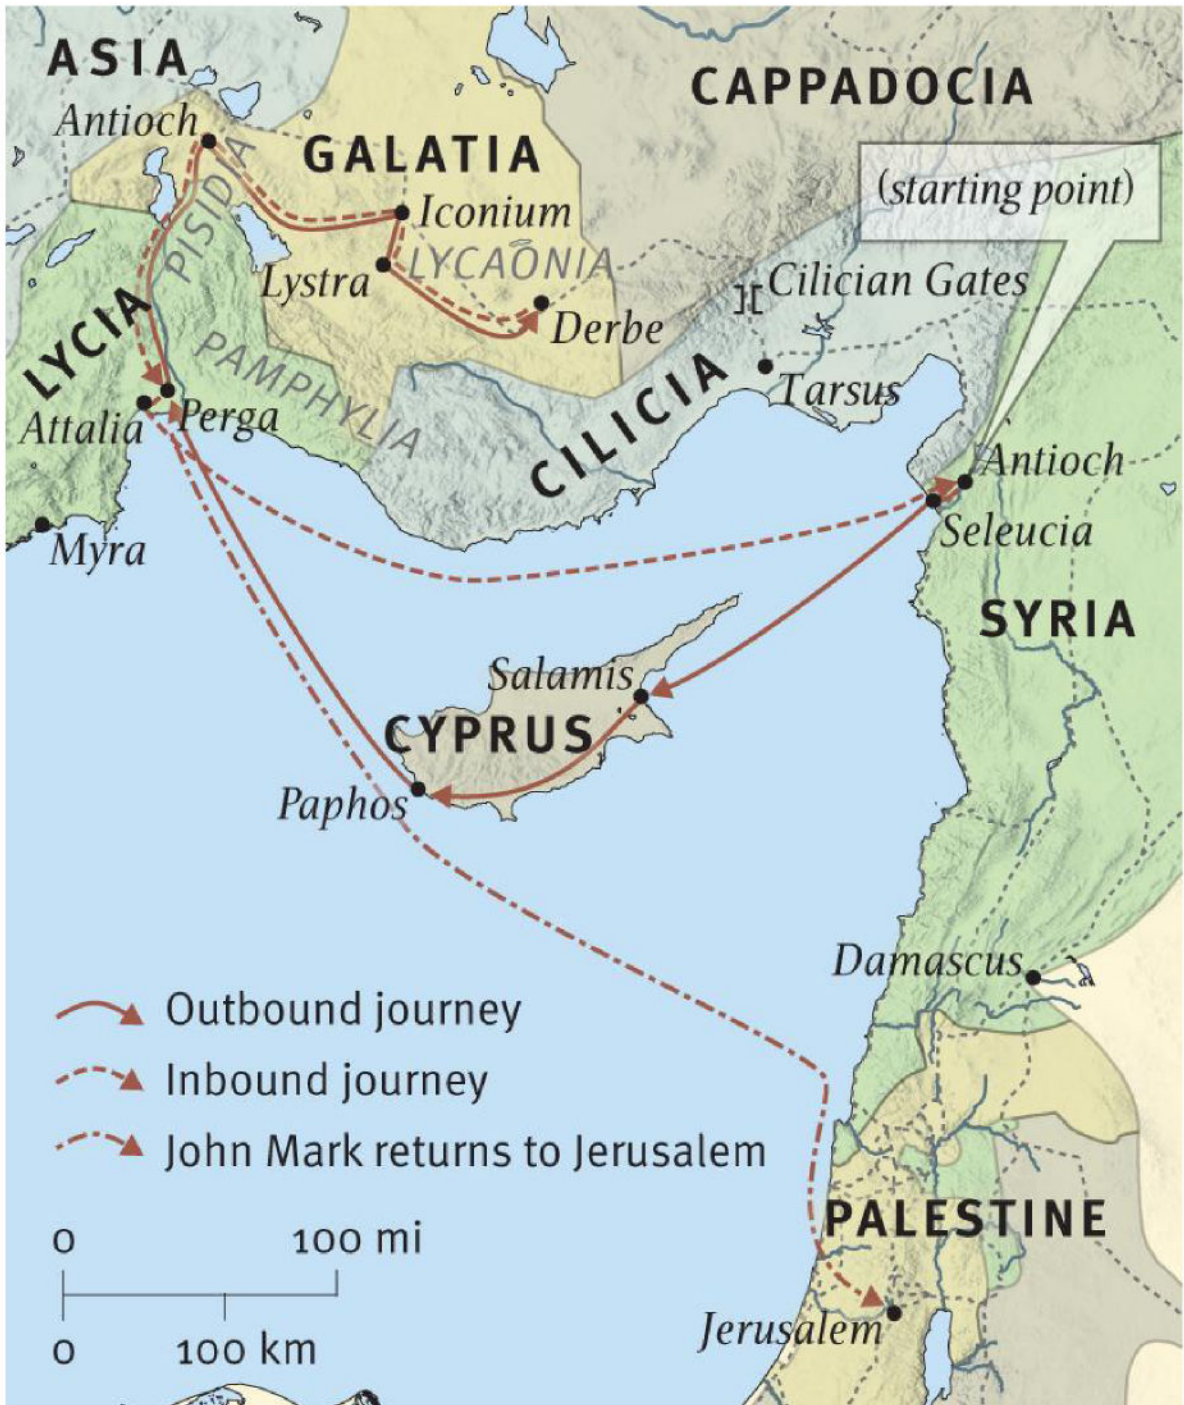 ASIA
CAPPADOCIA
Antioch
GALATIA
(starting point)
PISIDIA
Iconium
LYCAONIA
Lystra
Cilician Gates
Derbe
LYCIA
PAMPHYLIA
CILICIA
Tarsus
Attalia
Perga
Antioch
Seleucia
Myra
SYRIA
Salamis
CYPRUS
Paphos
Damascus
Outbound journey
Inbound journey
John Mark returns to Jerusalem
PALESTINE
0 100 mi
0 100 km
Jerusalem